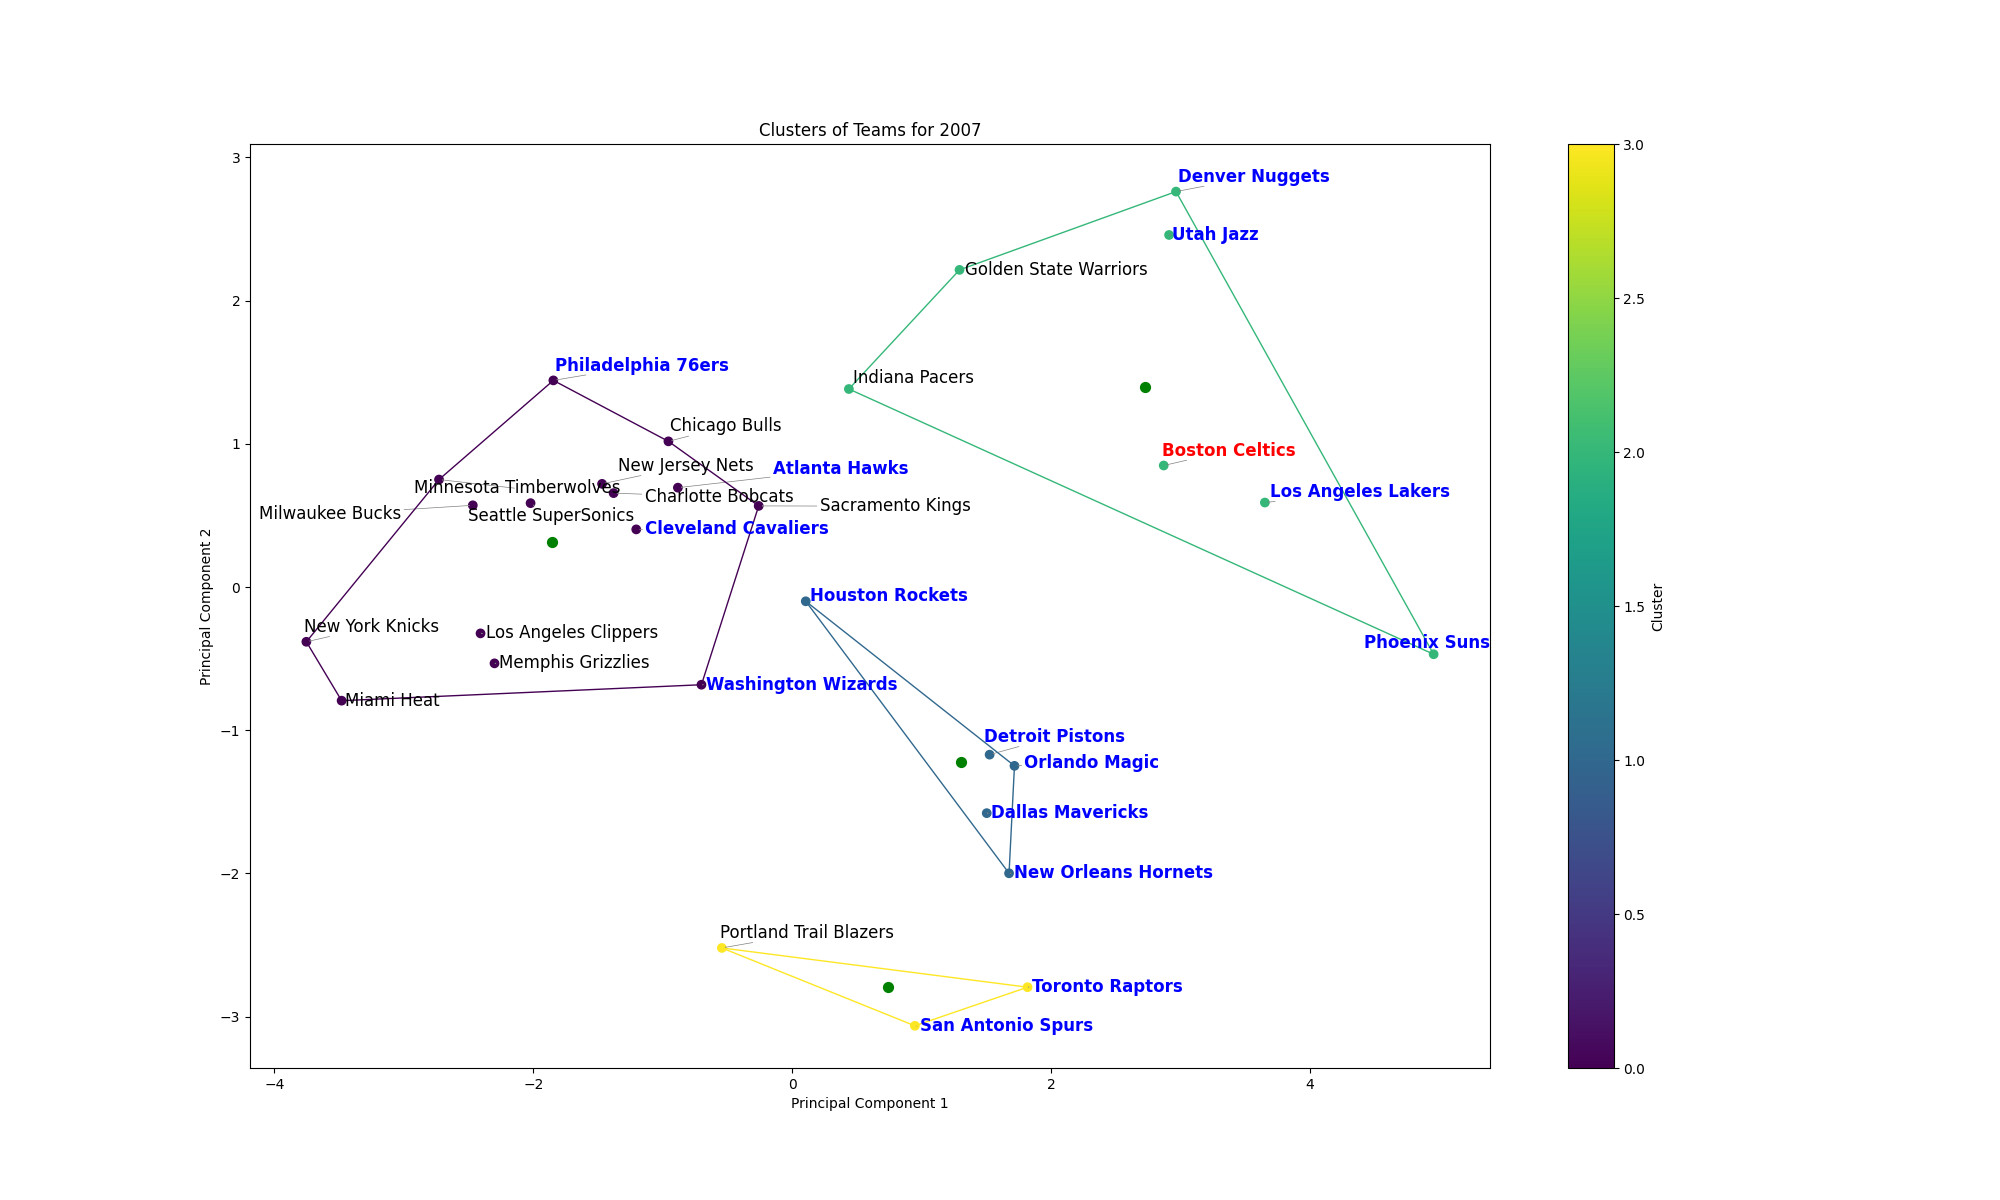 Clusters of Teams for 2007
3
3.0
Denver Nuggets
Utah Jazz
Golden State Warriors
2
2.5
Philadelphia 76ers
Indiana Pacers
Chicago Bulls
1
Boston Celtics
2.0
New Jersey Nets
Atlanta Hawks
Minnesota Timberwolves
Charlotte Bobcats
Los Angeles Lakers
Milwaukee Bucks
Seattle SuperSonics
Sacramento Kings
Cleveland Cavaliers
0
Houston Rockets
1.5
Principal Component 2
Cluster
New York Knicks
Los Angeles Clippers
Phoenix Suns
Memphis Grizzlies
Miami Heat
Washington Wizards
−1
Detroit Pistons
1.0
Orlando Magic
Dallas Mavericks
−2
New Orleans Hornets
0.5
Portland Trail Blazers
Toronto Raptors
−3
San Antonio Spurs
0.0
−4
−2
0
2
4
Principal Component 1